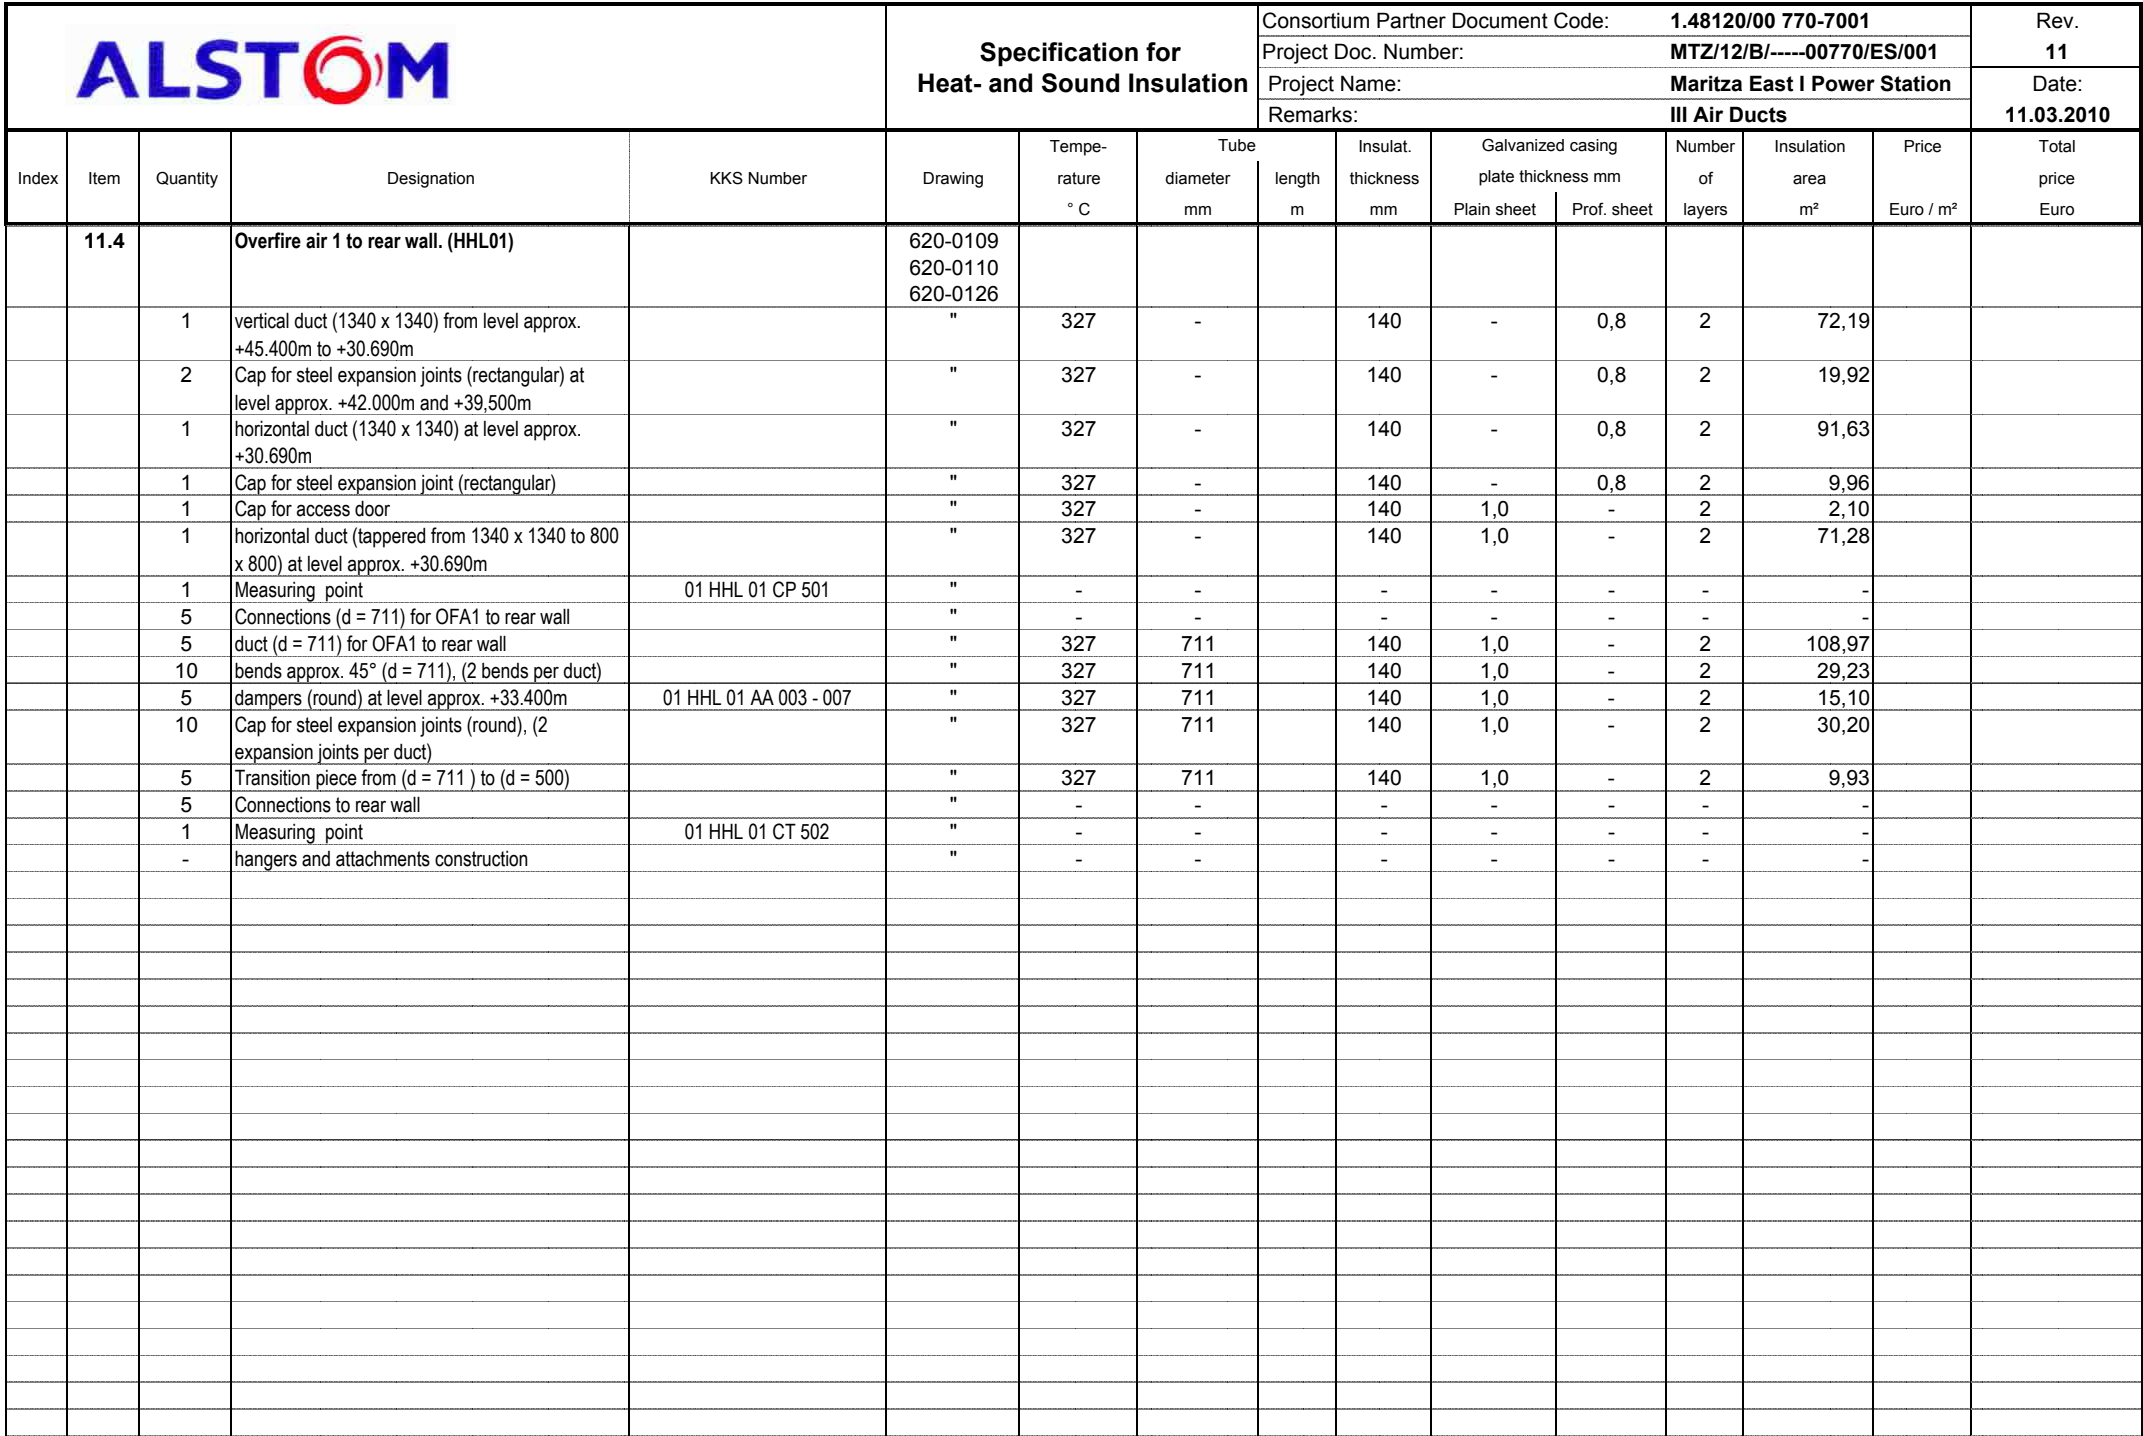 ALSTOM
Specification for
Heat- and Sound Insulation
Consortium Partner Document Code: 1.48120/00 770-7001
Project Doc. Number: MTZ/12/B/-----00770/ES/001
Project Name: Maritza East I Power Station
Remarks: III Air Ducts
Rev.
11
Date:
11.03.2010
Index Item Quantity Designation KKS Number Drawing Tempe- rature ° C Tube diameter mm length m Insulat. thickness mm Galvanized casing plate thickness mm Plain sheet Prof. sheet Number of layers Insulation area m² Price Euro / m² Total price Euro
11.4 Overfire air 1 to rear wall. (HHL01) 620-0109
620-0110
620-0126
1 vertical duct (1340 x 1340) from level approx. " 327 - 140 - 0,8 2 72,19
+45.400m to +30.690m
2 Cap for steel expansion joints (rectangular) at " 327 - 140 - 0,8 2 19,92
level approx. +42.000m and +39,500m
1 horizontal duct (1340 x 1340) at level approx. " 327 - 140 - 0,8 2 91,63
+30.690m
1 Cap for steel expansion joint (rectangular) " 327 - 140 - 0,8 2 9,96
1 Cap for access door " 327 - 140 1,0 - 2 2,10
1 horizontal duct (tappered from 1340 x 1340 to 800 " 327 - 140 1,0 - 2 71,28
x 800) at level approx. +30.690m
1 Measuring point 01 HHL 01 CP 501 " - - - - - - -
5 Connections (d = 711) for OFA1 to rear wall " - - - - - - -
5 duct (d = 711) for OFA1 to rear wall " 327 711 140 1,0 - 2 108,97
10 bends approx. 45° (d = 711), (2 bends per duct) " 327 711 140 1,0 - 2 29,23
5 dampers (round) at level approx. +33.400m 01 HHL 01 AA 003 - 007 " 327 711 140 1,0 - 2 15,10
10 Cap for steel expansion joints (round), (2 " 327 711 140 1,0 - 2 30,20
expansion joints per duct)
5 Transition piece from (d = 711 ) to (d = 500) " 327 711 140 1,0 - 2 9,93
5 Connections to rear wall " - - - - - - -
1 Measuring point 01 HHL 01 CT 502 " - - - - - - -
- hangers and attachments construction " - - - - - - -